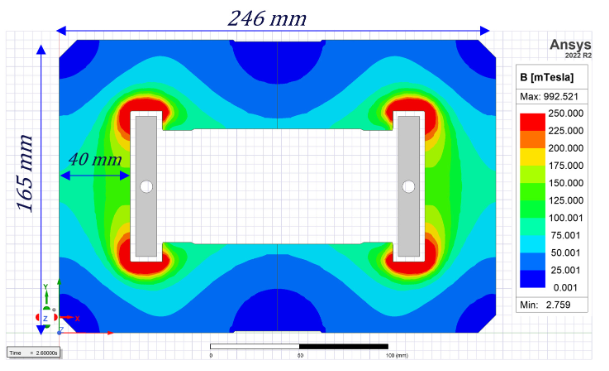 246 mm
Ansys
2022 R2
B [mTesla]
Max: 992.521
250.000
225.000
200.000
175.000
150.000
125.000
100.001
75.001
50.001
25.001
0.001
Min: 2.759
165 mm
40 mm
Y
Z
X
Z
Time = 2.60000s
0
50
100 (mm)